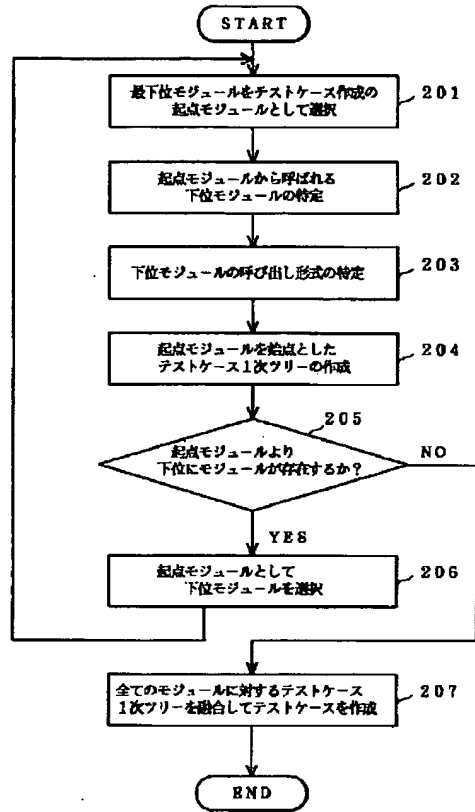 START
最下位モジュールをテストケース作成の
起点モジュールとして選択
201
起点モジュールから呼ばれる
下位モジュールの特定
202
下位モジュールの呼び出し形式の特定
203
起点モジュールを始点とした
テストケース1次ツリーの作成
204
205
起点モジュールより
下位にモジュールが存在するか?
NO
YES
起点モジュールとして
下位モジュールを選択
206
全てのモジュールに対するテストケース
1次ツリーを融合してテストケースを作成
207
END